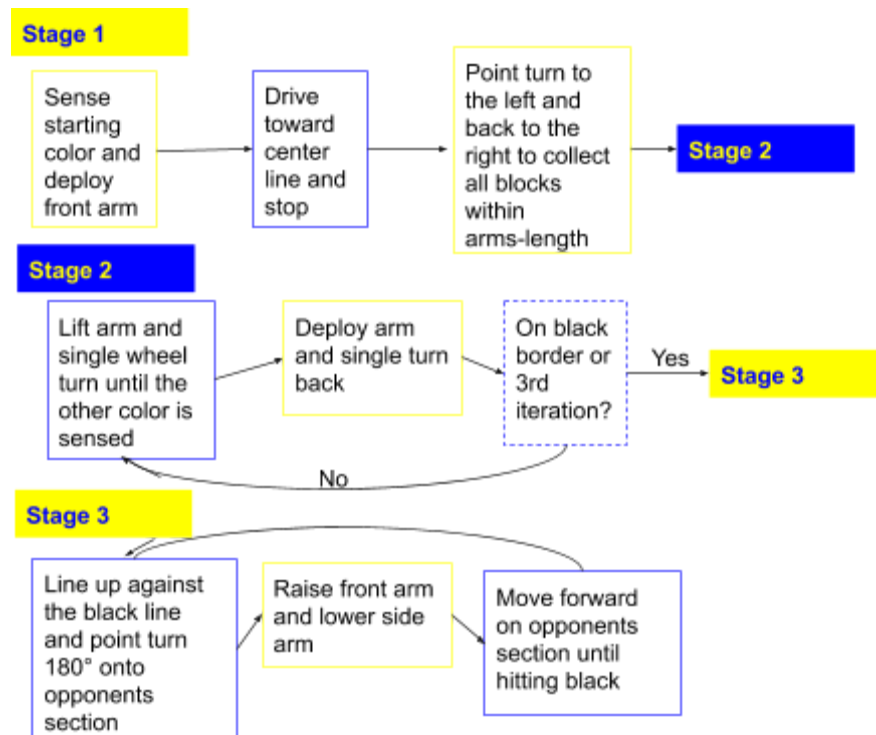 Stage 1
Sense
starting
color and
deploy
front arm
Drive
toward
center
line and
stop
Point turn to
the left and
back to the
right to collect
all blocks
within
arms-length
Stage 2
Stage 2
Lift arm and
single wheel
turn until the
other color is
sensed
Deploy arm
and single turn
back
On black
border or
3rd
iteration?
Yes
Stage 3
No
Stage 3
Line up against
the black line
and point turn
180° onto
opponents
section
Raise front arm
and lower side
arm
Move forward
on opponents
section until
hitting black